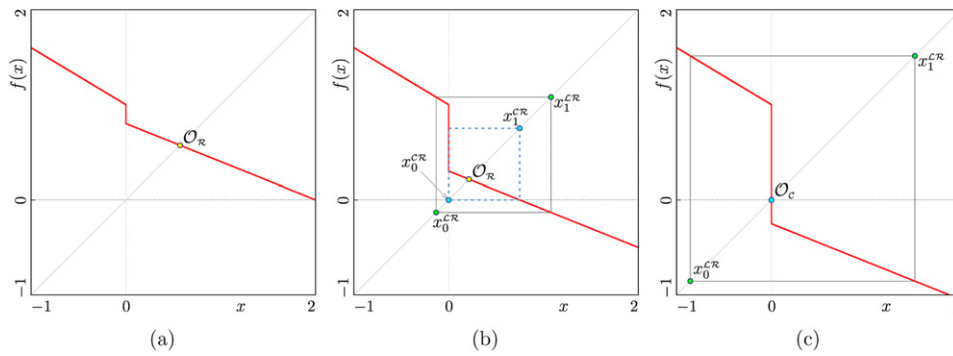 2
f(x)
0
−1
𝒪_ℛ
−1
0
x
2
(a)
2
f(x)
0
−1
x_1^{ℒℛ}
x_1^{𝒞ℛ}
x_0^{𝒞ℛ}
𝒪_ℛ
x_0^{ℒℛ}
−1
0
x
2
(b)
2
f(x)
0
−1
x_1^{ℒℛ}
𝒪_𝒞
x_0^{ℒℛ}
−1
0
x
(c)